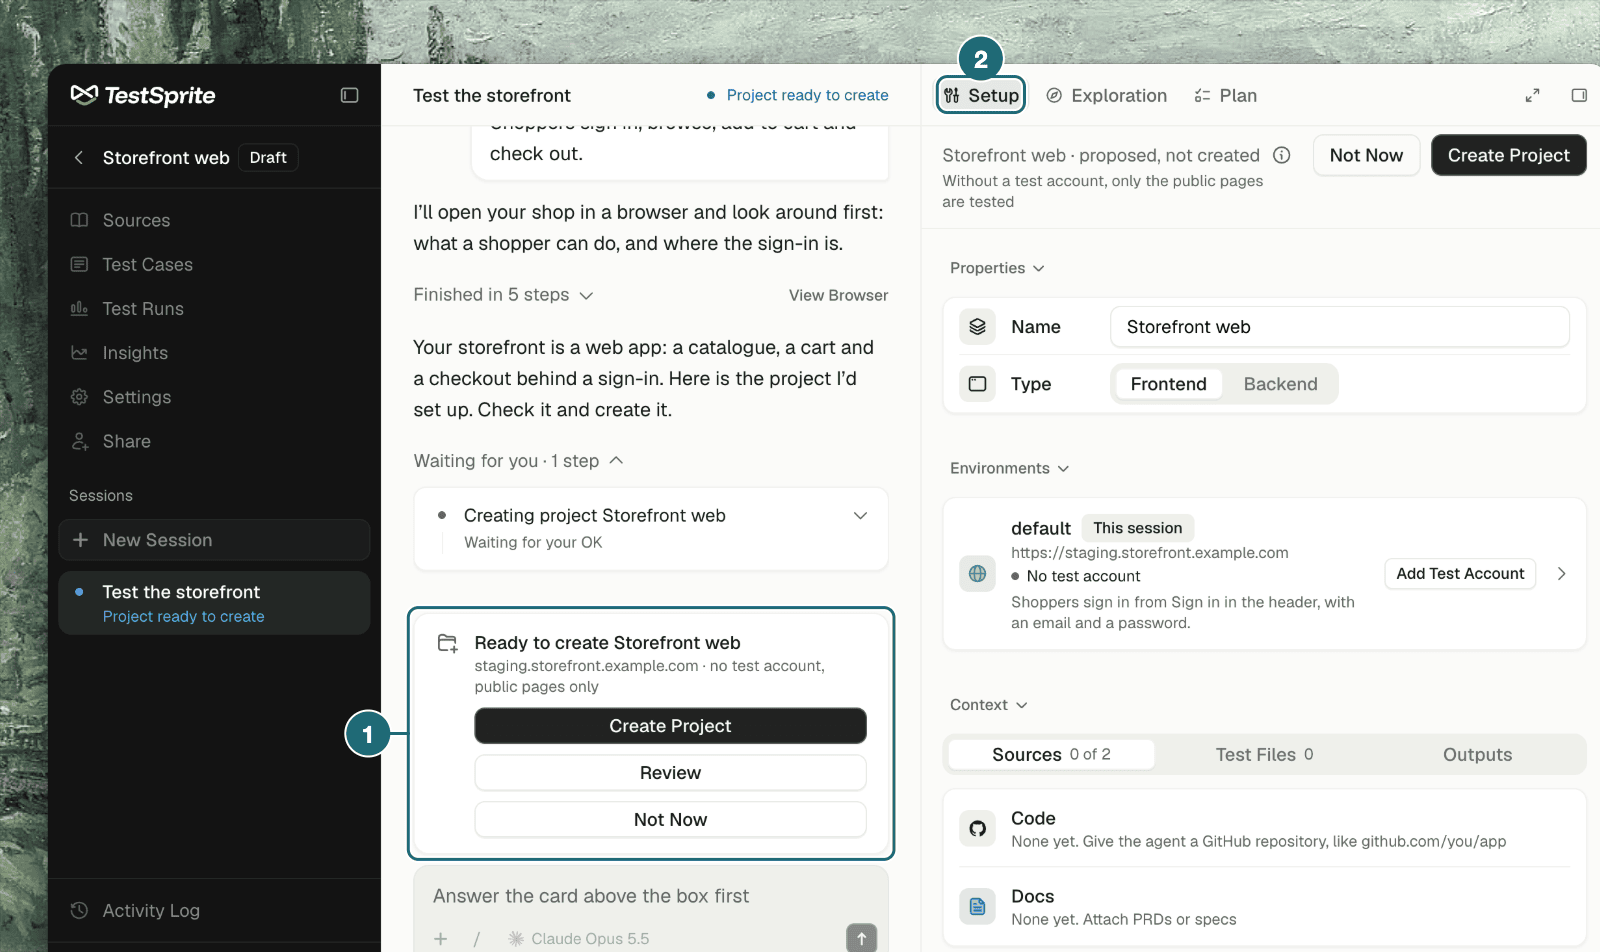 TestSprite
Storefront web
Draft
Sources
Test Cases
Test Runs
Insights
Settings
Share
Sessions
New Session
Test the storefront
Project ready to create
Activity Log
Test the storefront
Project ready to create
Shoppers sign in, browse, add to cart and
check out.
I'll open your shop in a browser and look around first:
what a shopper can do, and where the sign-in is.
Finished in 5 steps
View Browser
Your storefront is a web app: a catalogue, a cart and
a checkout behind a sign-in. Here is the project I'd
set up. Check it and create it.
Waiting for you · 1 step
Creating project Storefront web
Waiting for your OK
1
Ready to create Storefront web
staging.storefront.example.com · no test account,
public pages only
Create Project
Review
Not Now
Answer the card above the box first
+ / Claude Opus 5.5
2
Setup
Exploration
Plan
Storefront web · proposed, not created
Without a test account, only the public pages
are tested
Not Now
Create Project
Properties
Name
Storefront web
Type
Frontend
Backend
Environments
default
This session
https://staging.storefront.example.com
No test account
Shoppers sign in from Sign in in the header, with
an email and a password.
Add Test Account
Context
Sources 0 of 2
Test Files 0
Outputs
Code
None yet. Give the agent a GitHub repository, like github.com/you/app
Docs
None yet. Attach PRDs or specs